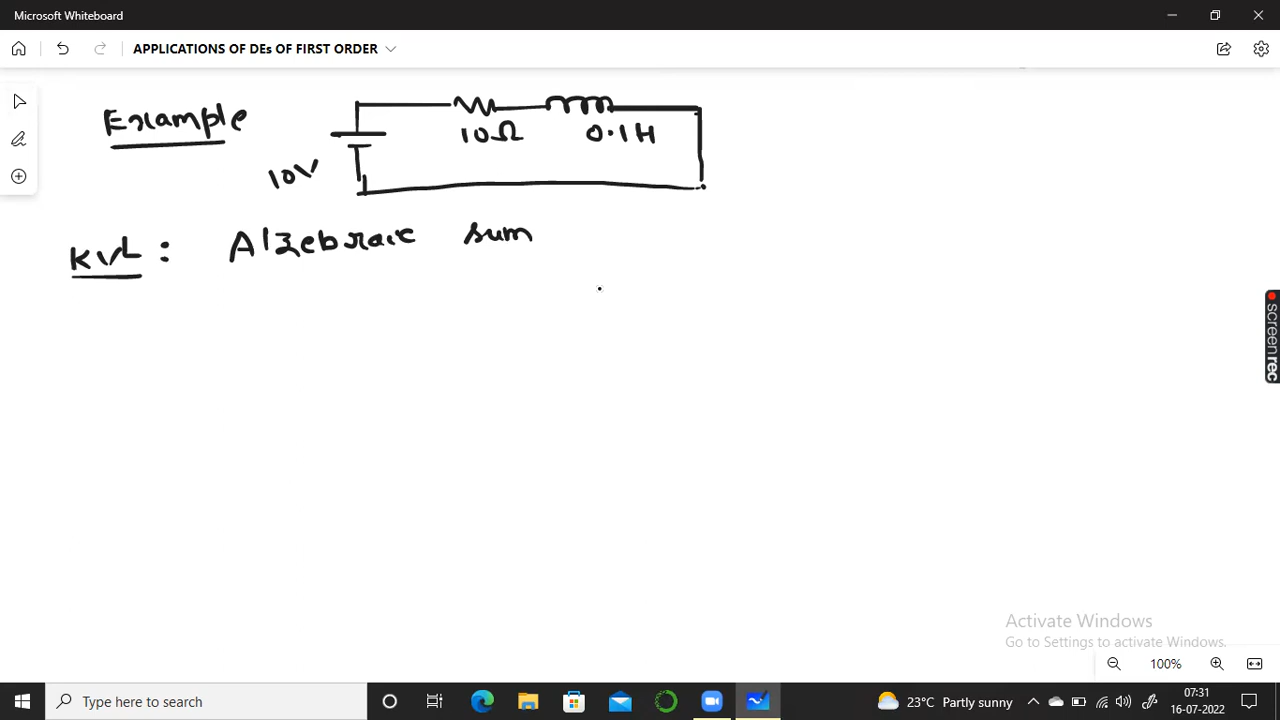 Microsoft Whiteboard
APPLICATIONS OF DEs OF FIRST ORDER
Example
10Ω 0.1H
10V
KVL : Algebraic sum
screenrec
Activate Windows
Go to Settings to activate Windows.
100%
Type here to search
23°C Partly sunny
07:31
16-07-2022